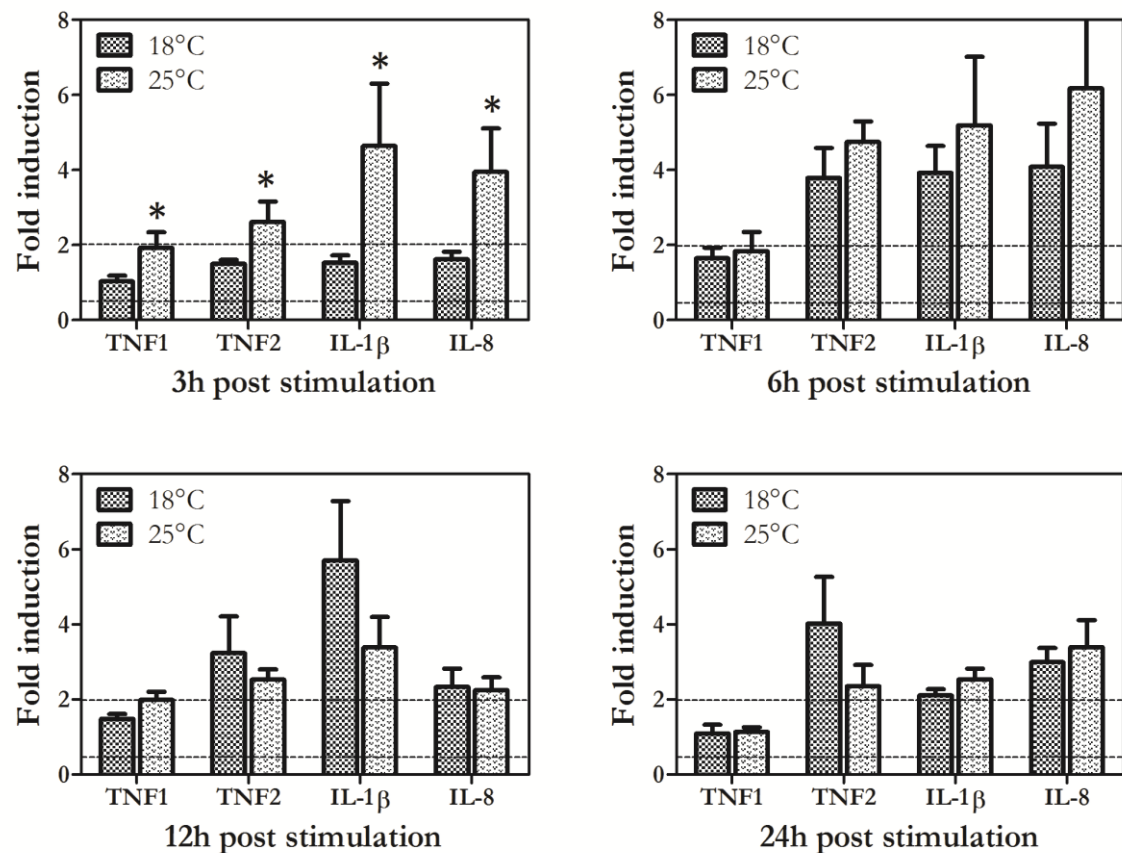 Fold induction
8
6
4
2
0
18°C
25°C
*
*
*
*
TNF1 TNF2 IL-1β IL-8
3h post stimulation
Fold induction
8
6
4
2
0
18°C
25°C
TNF1 TNF2 IL-1β IL-8
6h post stimulation
Fold induction
8
6
4
2
0
18°C
25°C
TNF1 TNF2 IL-1β IL-8
12h post stimulation
Fold induction
8
6
4
2
0
18°C
25°C
TNF1 TNF2 IL-1β IL-8
24h post stimulation